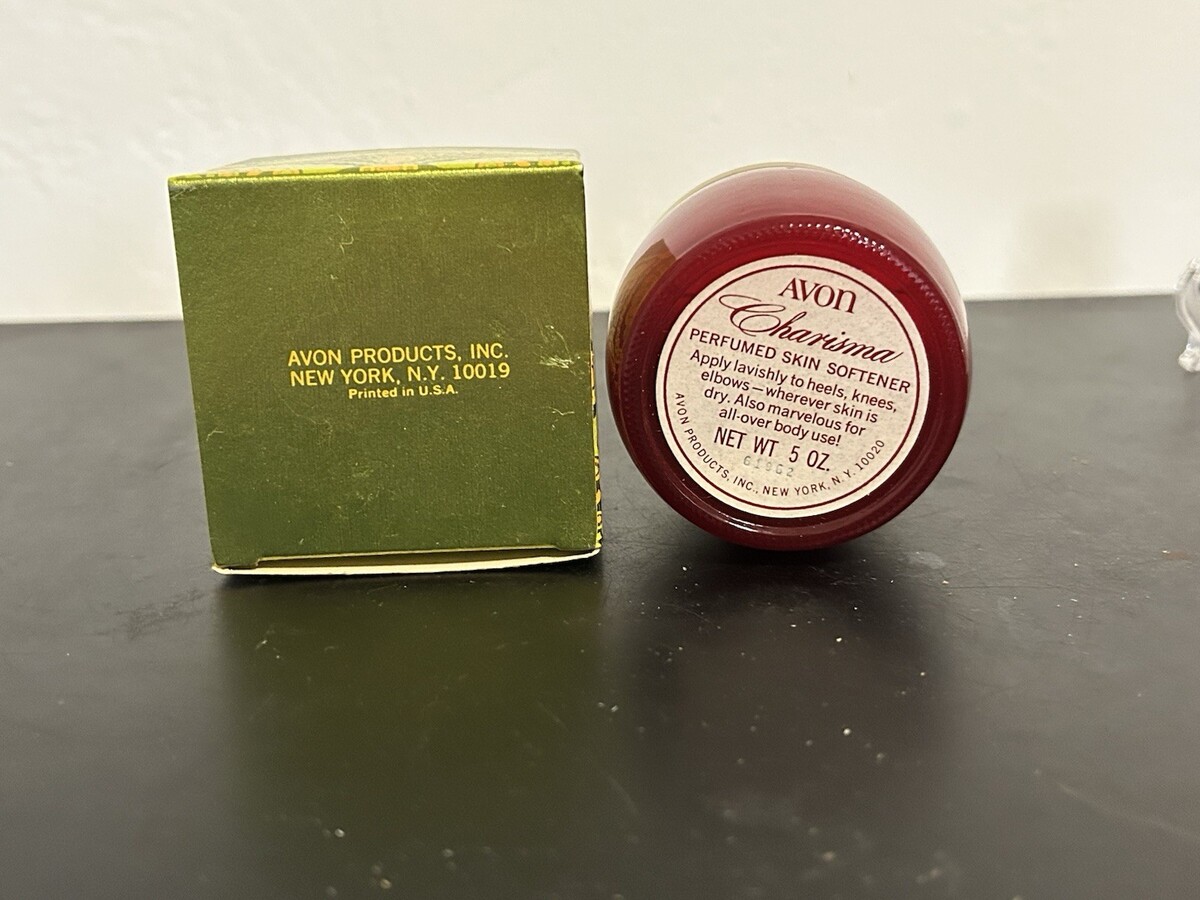 AVON PRODUCTS, INC.
NEW YORK, N.Y. 10019
Printed in U.S.A.
AVON
Charisma
PERFUMED SKIN SOFTENER
Apply lavishly to heels, knees,
elbows—wherever skin is
dry. Also marvelous for
all-over body use!
NET WT 5 OZ.
AVON PRODUCTS, INC., NEW YORK, N.Y. 10020